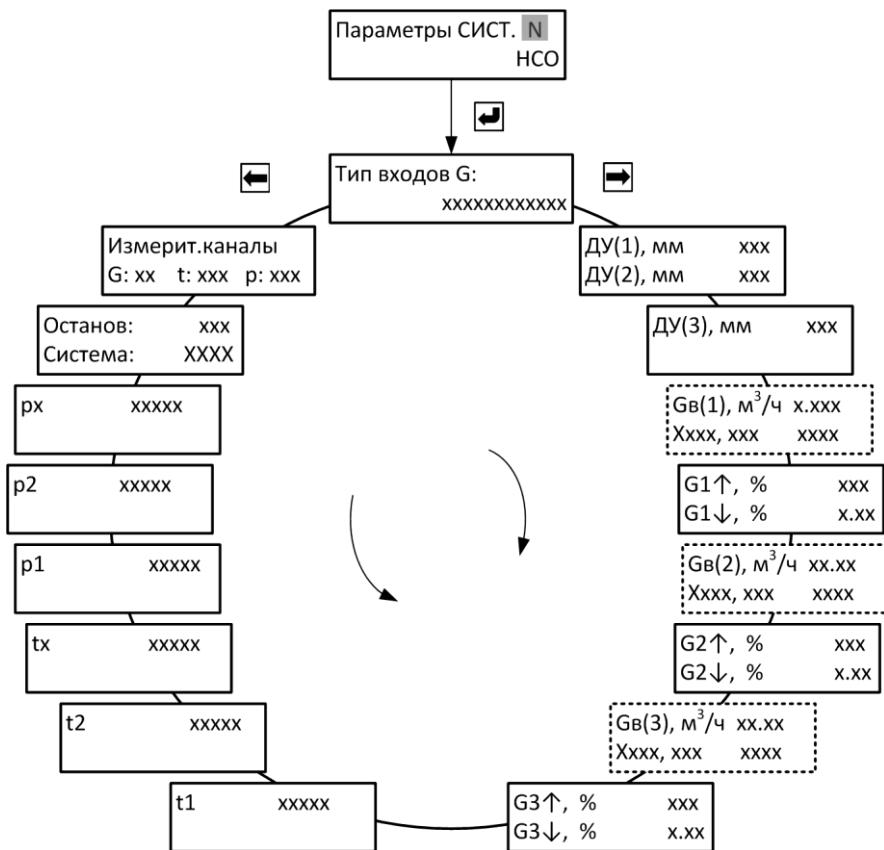 Параметры СИСТ. N
НСО
Тип входов G:
xxxxxxxxxxxx
ДУ(1), мм xxx
ДУ(2), мм xxx
ДУ(3), мм xxx
Gв(1), м³/ч x.xxx
Xxxx, xxx xxxx
G1↑, % xxx
G1↓, % x.xx
Gв(2), м³/ч xx.xx
Xxxx, xxx xxxx
G2↑, % xxx
G2↓, % x.xx
Gв(3), м³/ч xx.xx
Xxxx, xxx xxxx
G3↑, % xxx
G3↓, % x.xx
t1 xxxxx
t2 xxxxx
tx xxxxx
p1 xxxxx
p2 xxxxx
px xxxxx
Останов: xxx
Система: XXXX
Измерит.каналы
G: xx t: xxx p: xxx